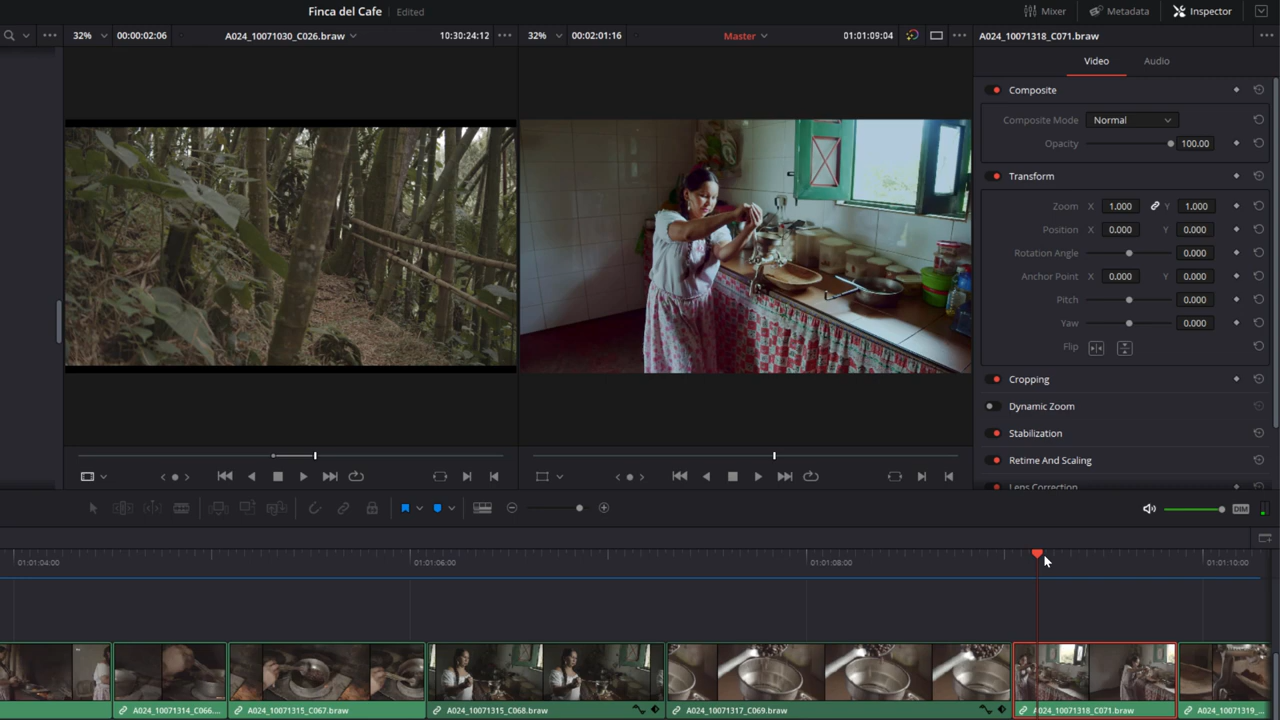 Finca del Cafe Edited
Mixer Metadata Inspector
32% 00:00:02:06 A024_10071030_C026.braw 10:30:24:12
32% 00:02:01:16 Master 01:01:09:04
A024_10071318_C071.braw
Video Audio
Composite
Composite Mode Normal
Opacity 100.00
Transform
Zoom X 1.000 Y 1.000
Position X 0.000 Y 0.000
Rotation Angle 0.000
Anchor Point X 0.000 Y 0.000
Pitch 0.000
Yaw 0.000
Flip
Cropping
Dynamic Zoom
Stabilization
Retime And Scaling
Lens Correction
DIM
01:01:04:00 01:01:06:00 01:01:08:00 01:01:10:00
A024_10071314_C066....
A024_10071315_C067.braw
A024_10071315_C068.braw
A024_10071317_C069.braw
A024_10071318_C071.braw
A024_10071319_...